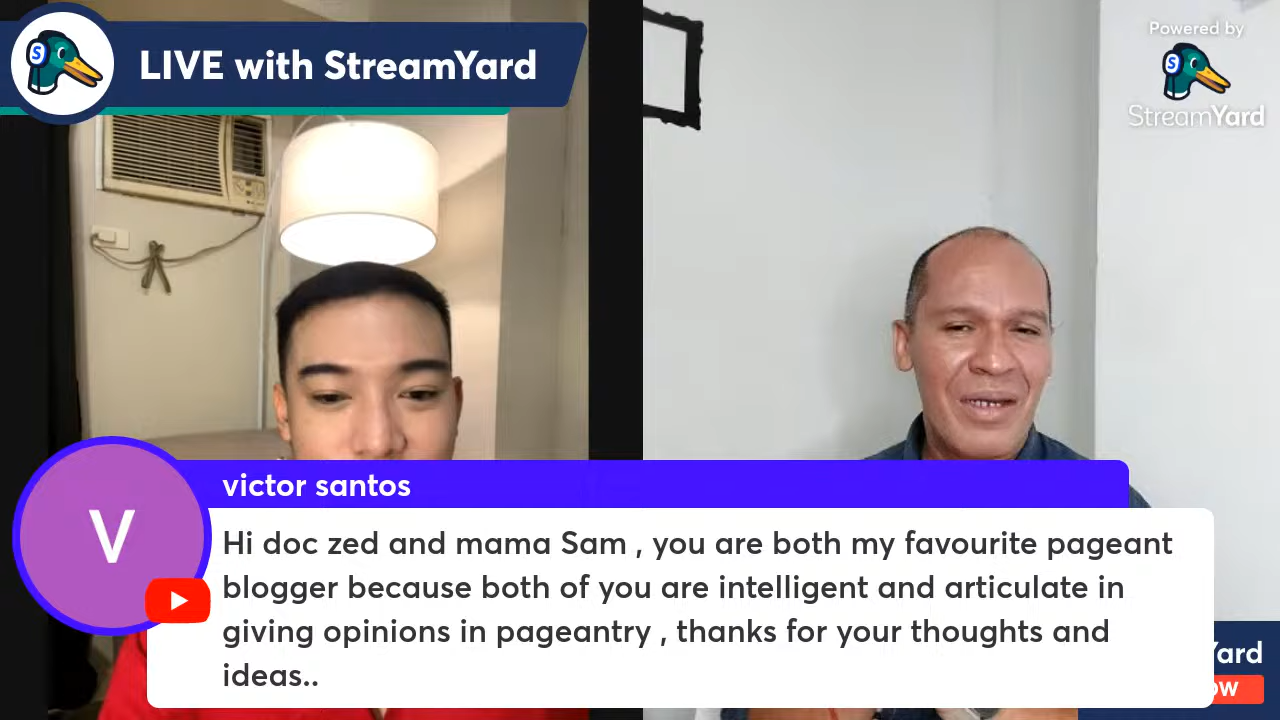 LIVE with StreamYard
Powered by
StreamYard
victor santos
V
Hi doc zed and mama Sam , you are both my favourite pageant
blogger because both of you are intelligent and articulate in
giving opinions in pageantry , thanks for your thoughts and
ideas..